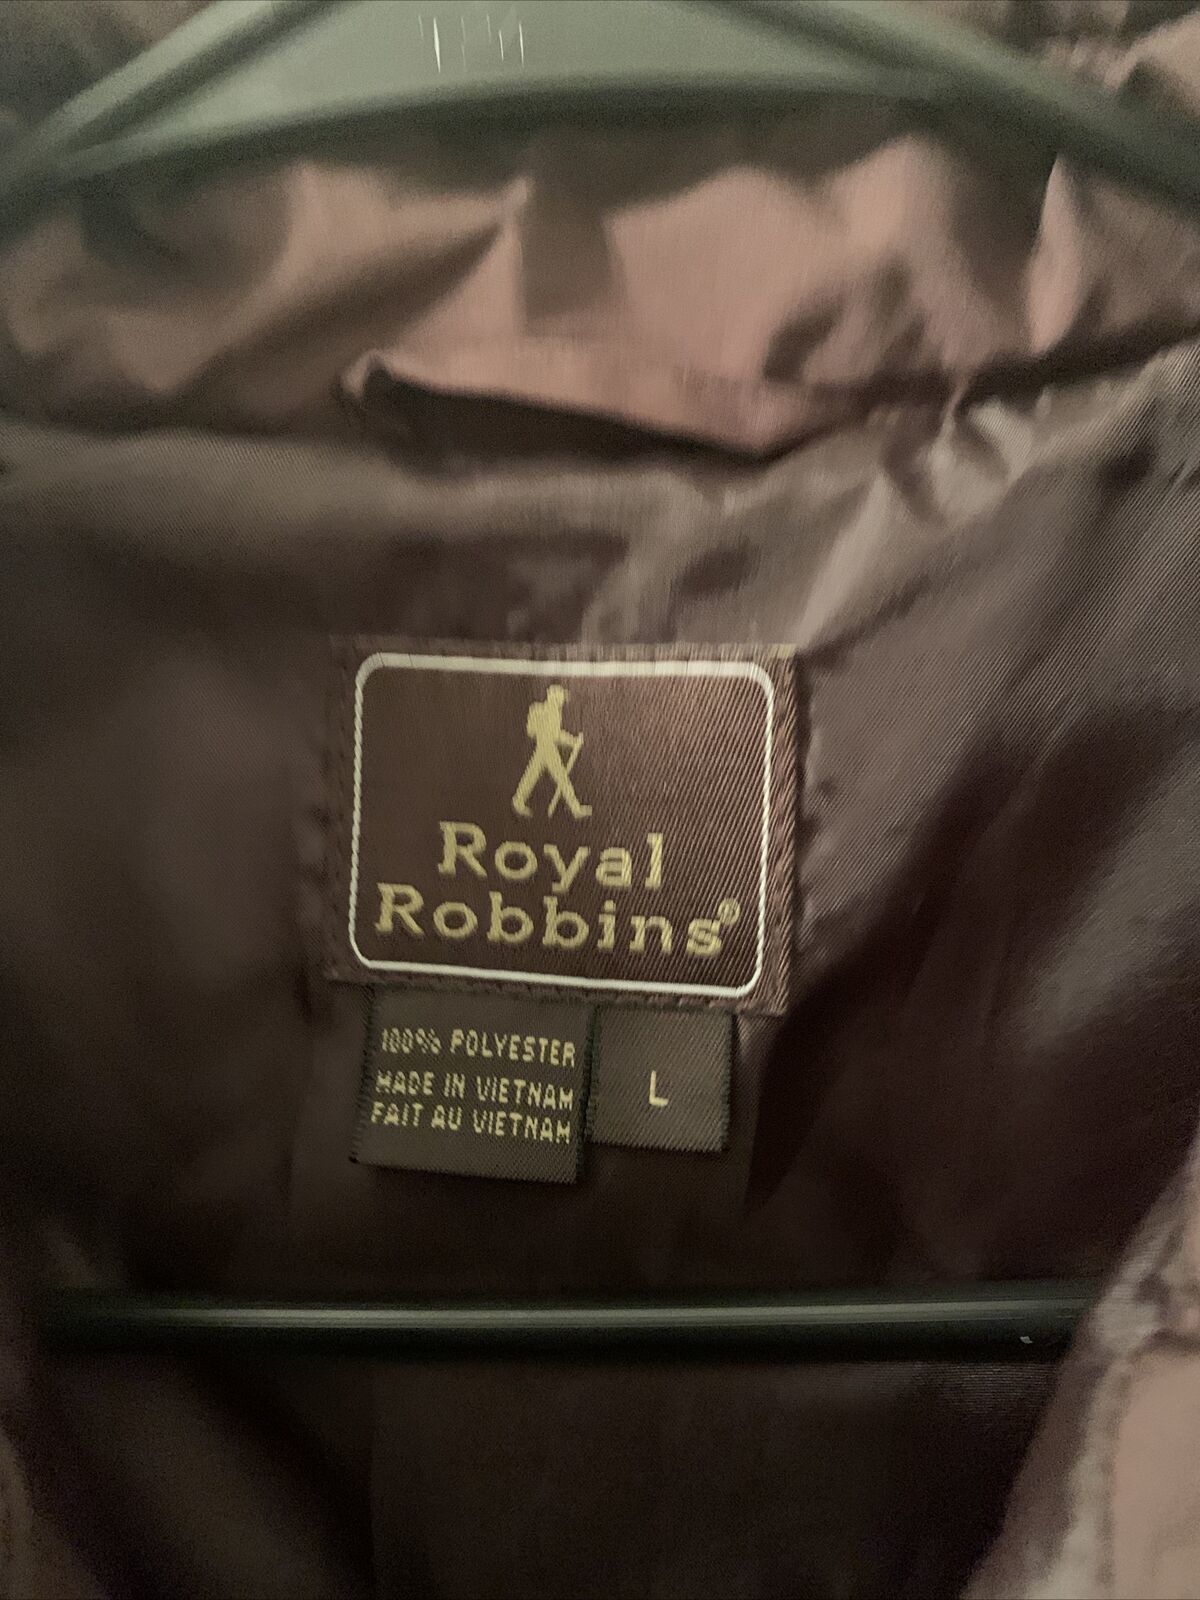 Royal
Robbins®
100% POLYESTER
MADE IN VIETNAM
FAIT AU VIETNAM
L